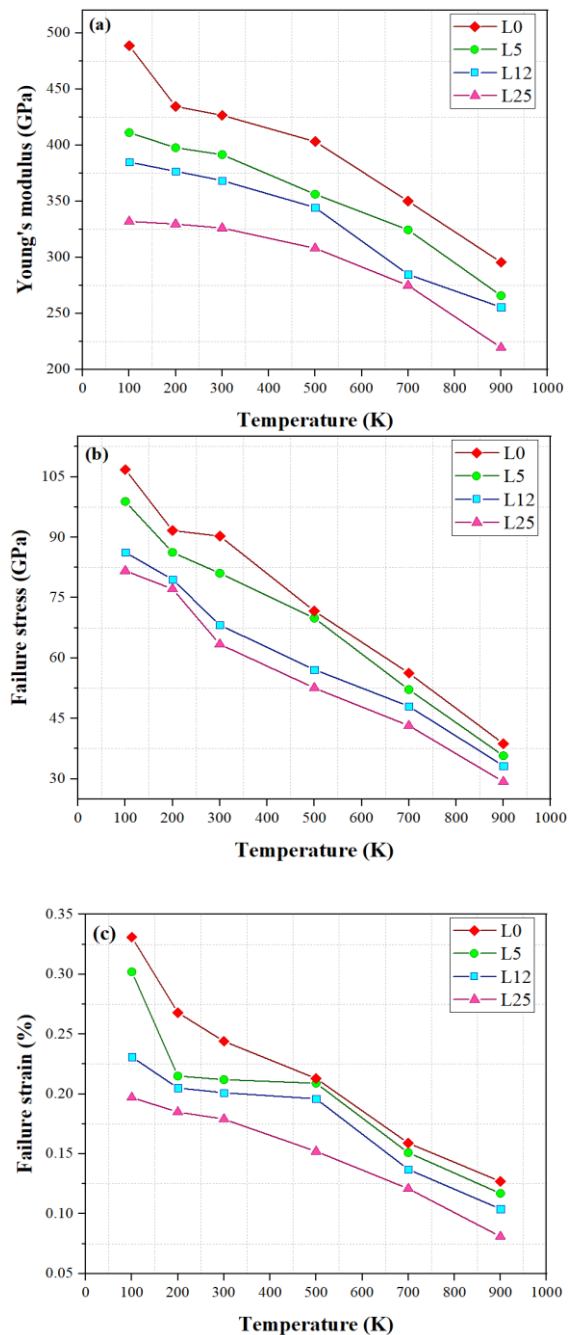 (a)
L0
L5
L12
L25
500
450
400
350
300
250
200
Young's modulus (GPa)
0 100 200 300 400 500 600 700 800 900 1000
Temperature (K)
(b)
L0
L5
L12
L25
105
90
75
60
45
30
Failure stress (GPa)
0 100 200 300 400 500 600 700 800 900 1000
Temperature (K)
(c)
L0
L5
L12
L25
0.35
0.30
0.25
0.20
0.15
0.10
0.05
Failure strain (%)
0 100 200 300 400 500 600 700 800 900 1000
Temperature (K)